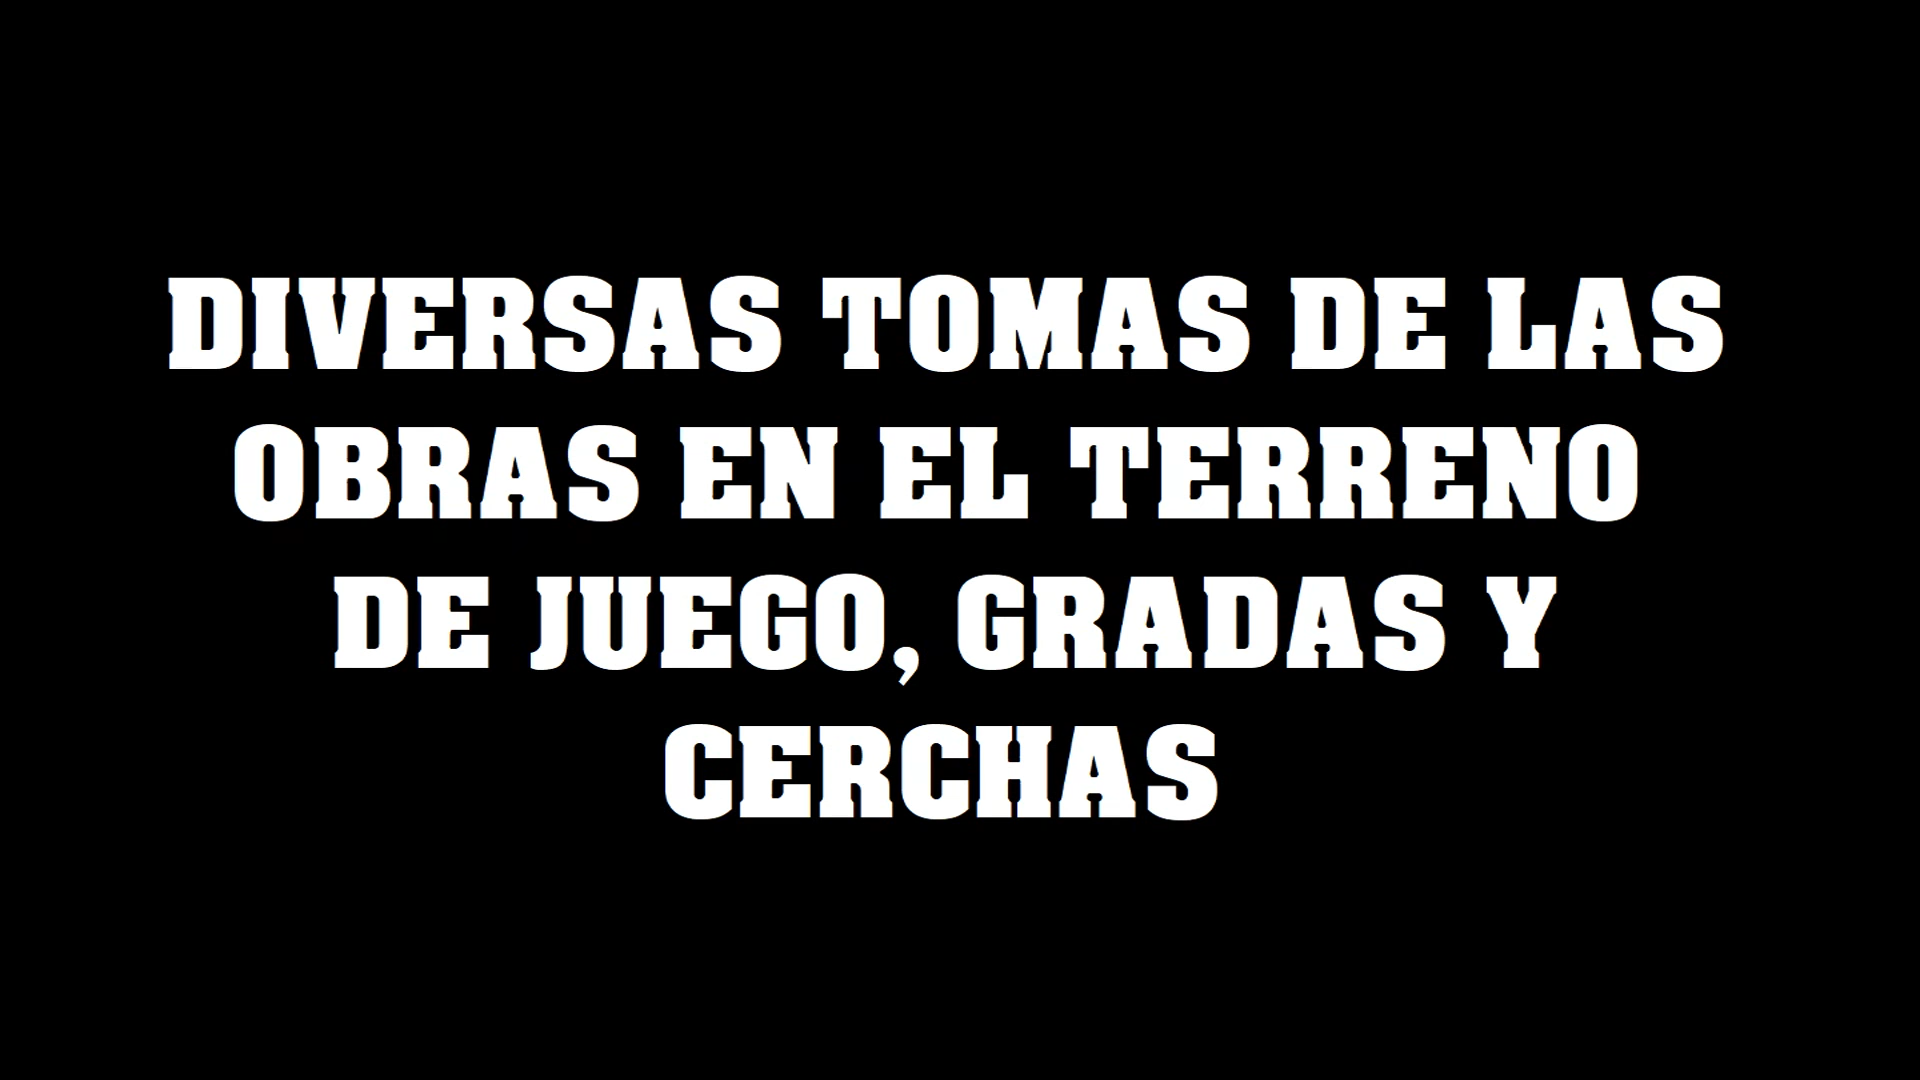 DIVERSAS TOMAS DE LAS
OBRAS EN EL TERRENO
DE JUEGO, GRADAS Y
CERCHAS